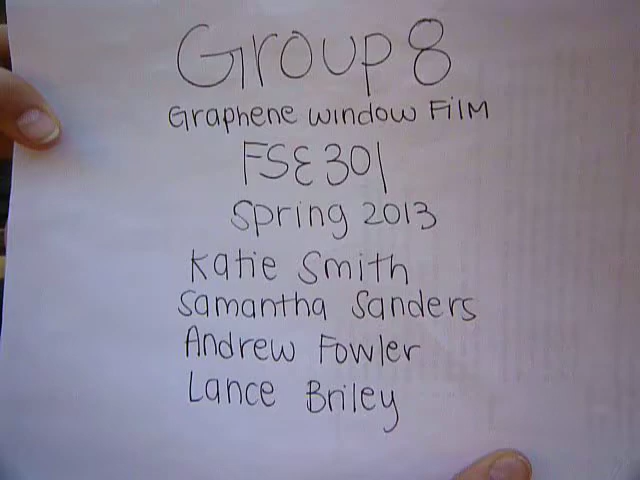 Group 8
Graphene window Film
FSE 301
Spring 2013
Katie Smith
Samantha Sanders
Andrew Fowler
Lance Briley